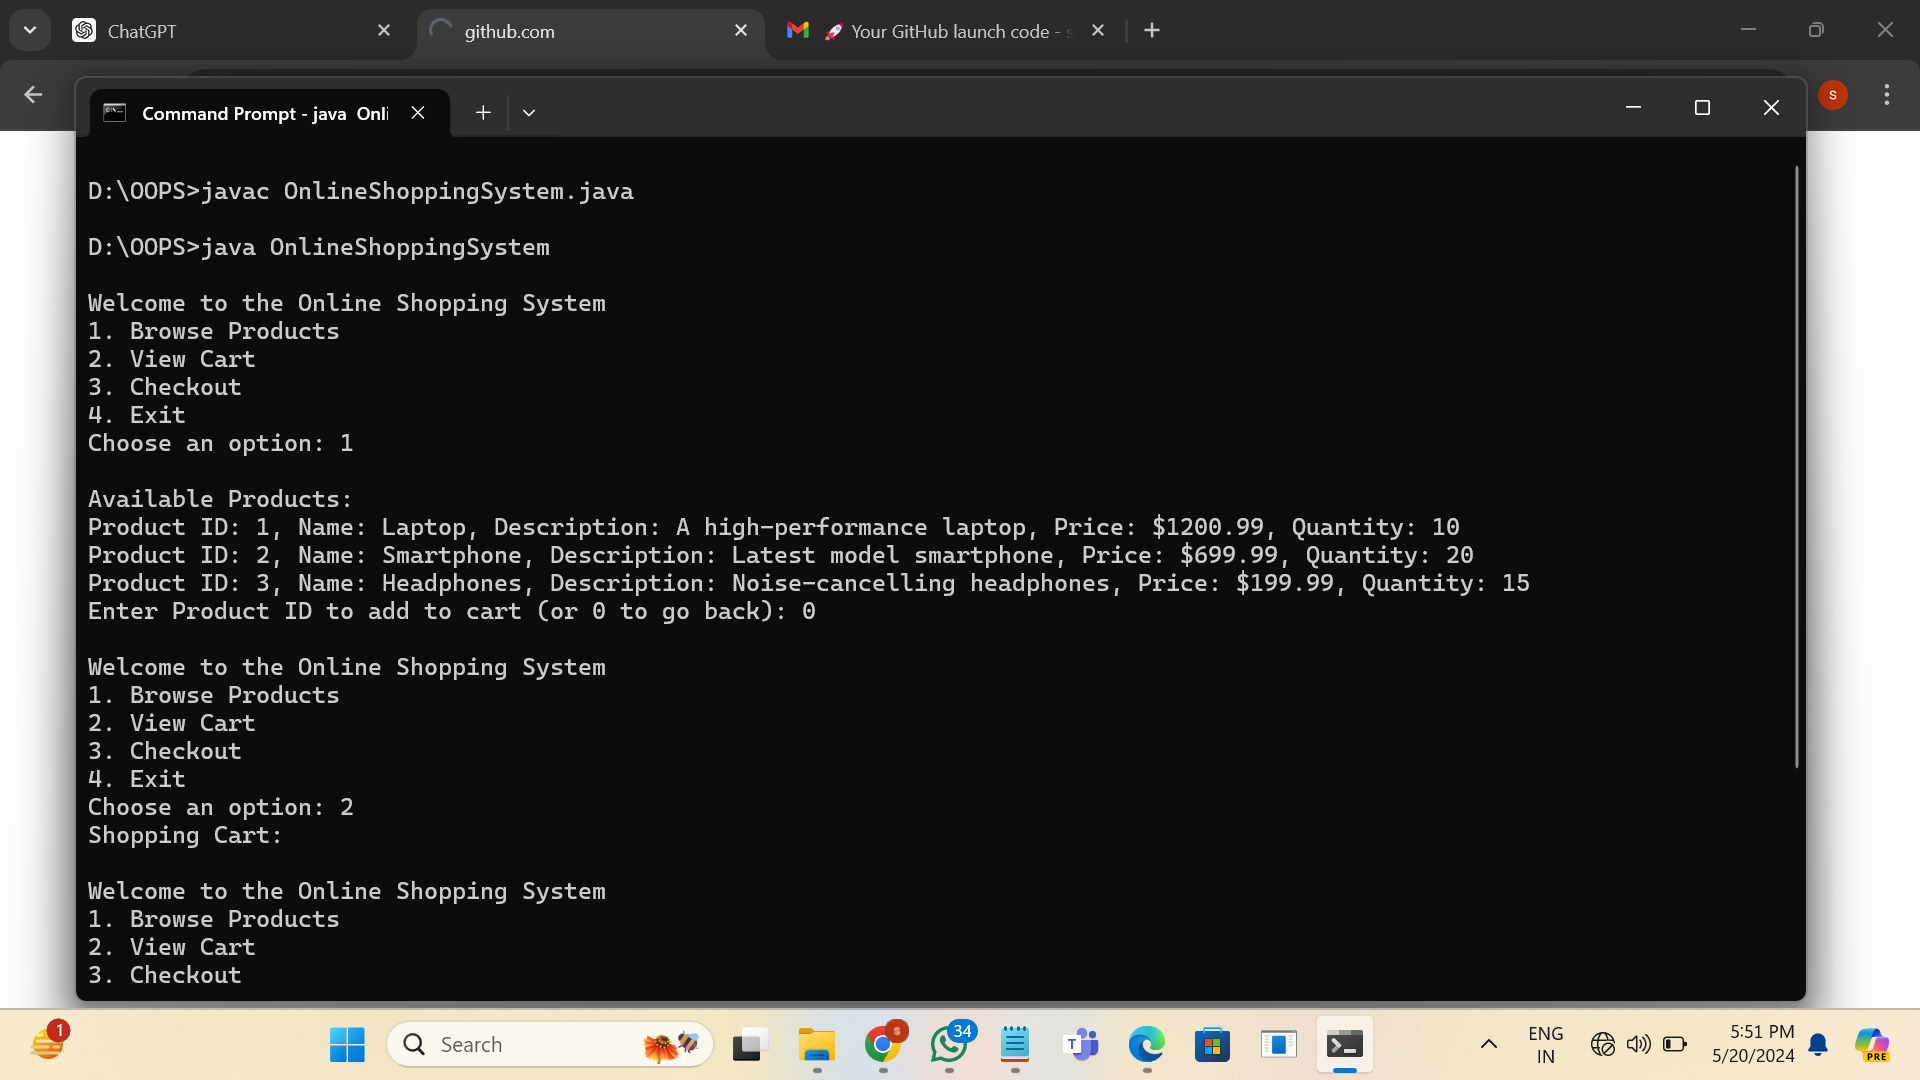 ChatGPT
github.com
🚀 Your GitHub launch code -
S
Command Prompt - java Onli
D:\OOPS>javac OnlineShoppingSystem.java
D:\OOPS>java OnlineShoppingSystem
Welcome to the Online Shopping System
1. Browse Products
2. View Cart
3. Checkout
4. Exit
Choose an option: 1
Available Products:
Product ID: 1, Name: Laptop, Description: A high-performance laptop, Price: $1200.99, Quantity: 10
Product ID: 2, Name: Smartphone, Description: Latest model smartphone, Price: $699.99, Quantity: 20
Product ID: 3, Name: Headphones, Description: Noise-cancelling headphones, Price: $199.99, Quantity: 15
Enter Product ID to add to cart (or 0 to go back): 0
Welcome to the Online Shopping System
1. Browse Products
2. View Cart
3. Checkout
4. Exit
Choose an option: 2
Shopping Cart:
Welcome to the Online Shopping System
1. Browse Products
2. View Cart
3. Checkout
1
Search
S
34
T
ENG
IN
5:51 PM
5/20/2024
PRE